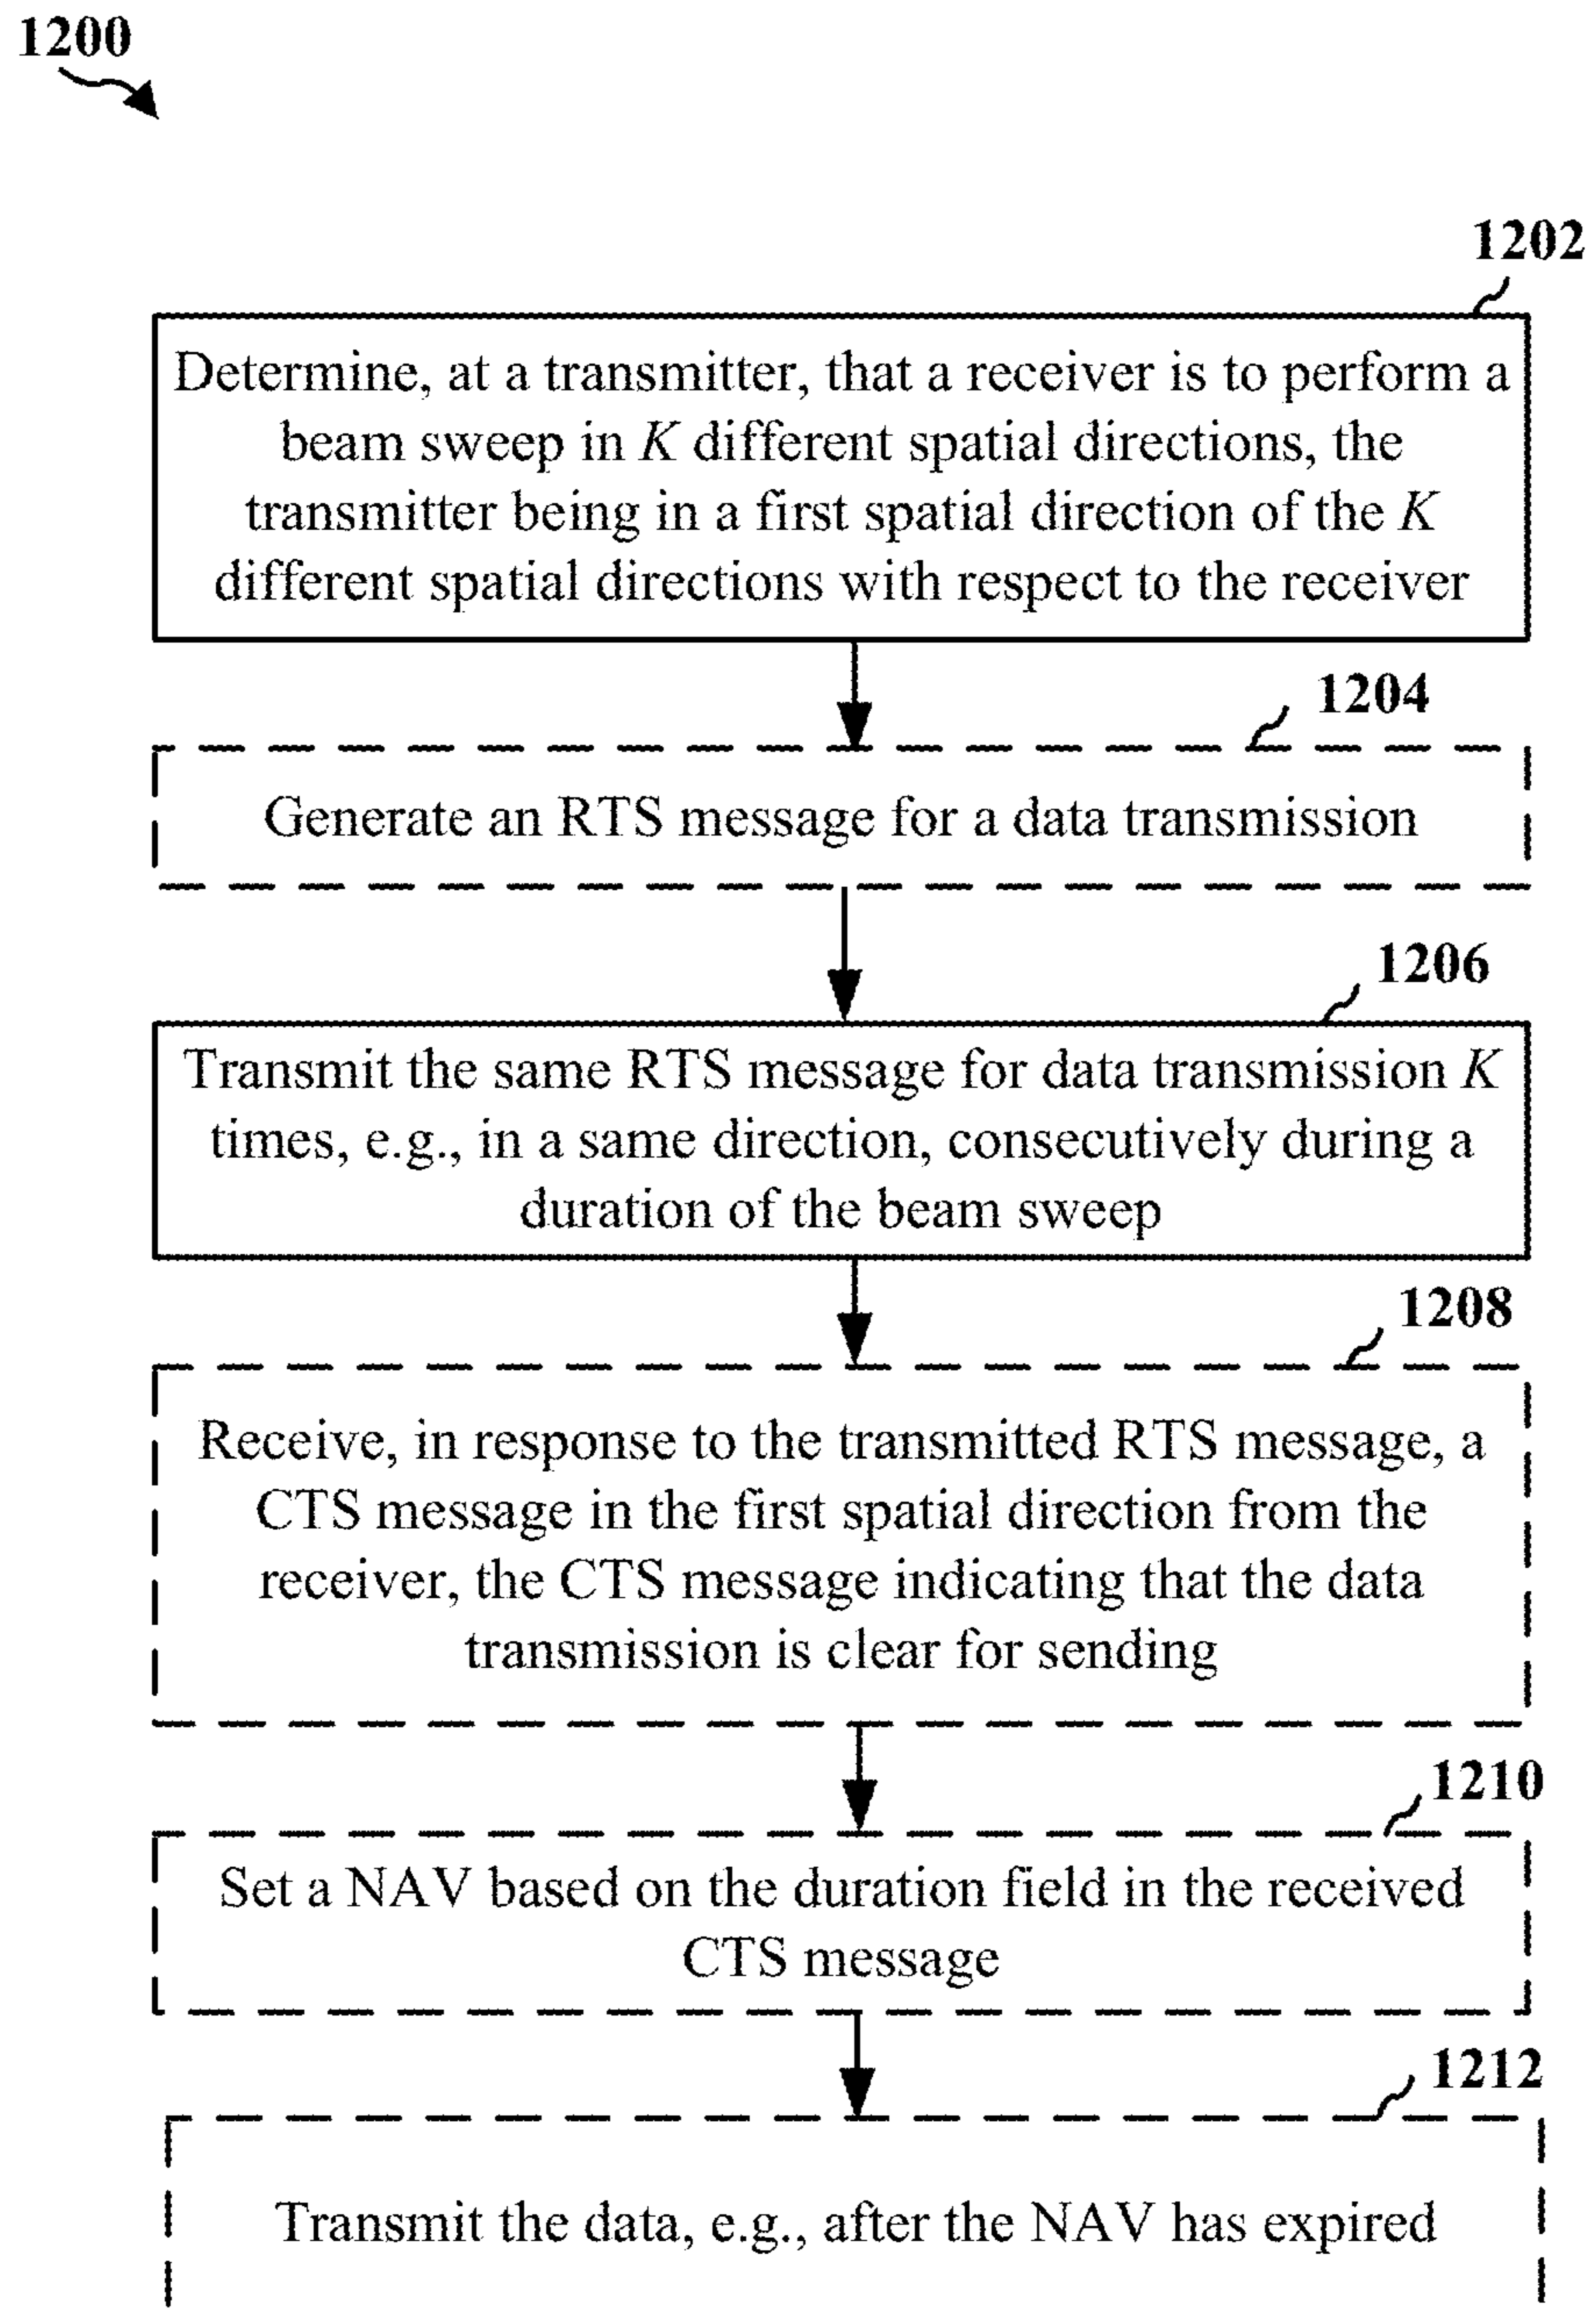 1200
1202
Determine, at a transmitter, that a receiver is to perform a
beam sweep in K different spatial directions, the
transmitter being in a first spatial direction of the K
different spatial directions with respect to the receiver
1204
Generate an RTS message for a data transmission
1206
Transmit the same RTS message for data transmission K
times, e.g., in a same direction, consecutively during a
duration of the beam sweep
1208
Receive, in response to the transmitted RTS message, a
CTS message in the first spatial direction from the
receiver, the CTS message indicating that the data
transmission is clear for sending
1210
Set a NAV based on the duration field in the received
CTS message
1212
Transmit the data, e.g., after the NAV has expired